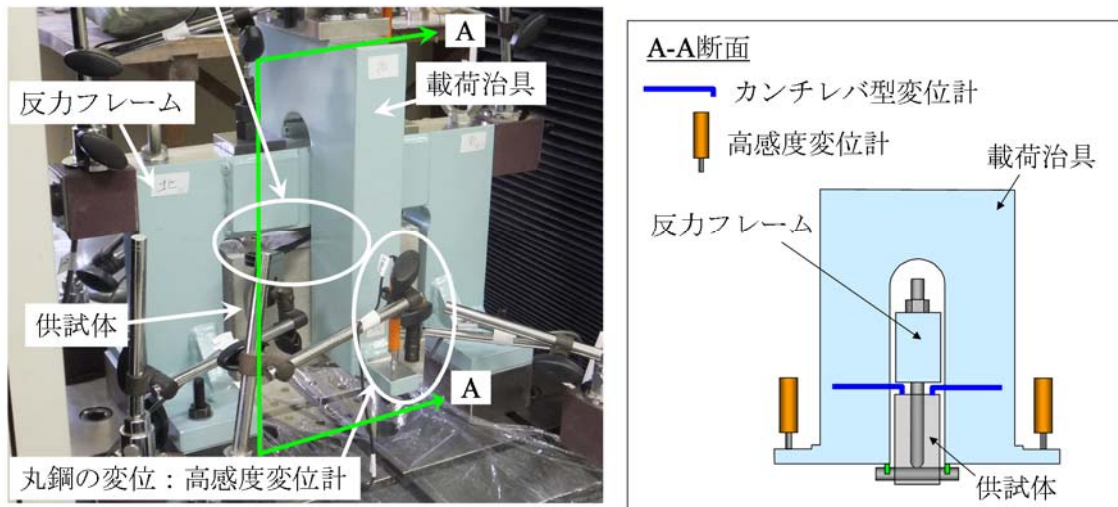 A
反力フレーム
載荷治具
北
供試体
A
丸鋼の変位：高感度変位計
A-A断面
カンチレバ型変位計
高感度変位計
載荷治具
反力フレーム
供試体